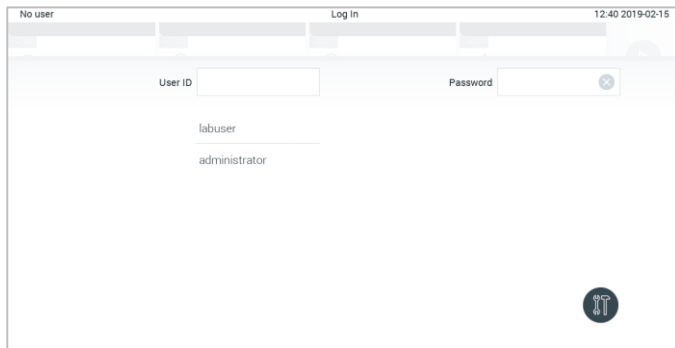 No user Log In 12:40 2019-02-15
User ID Password
labuser
administrator